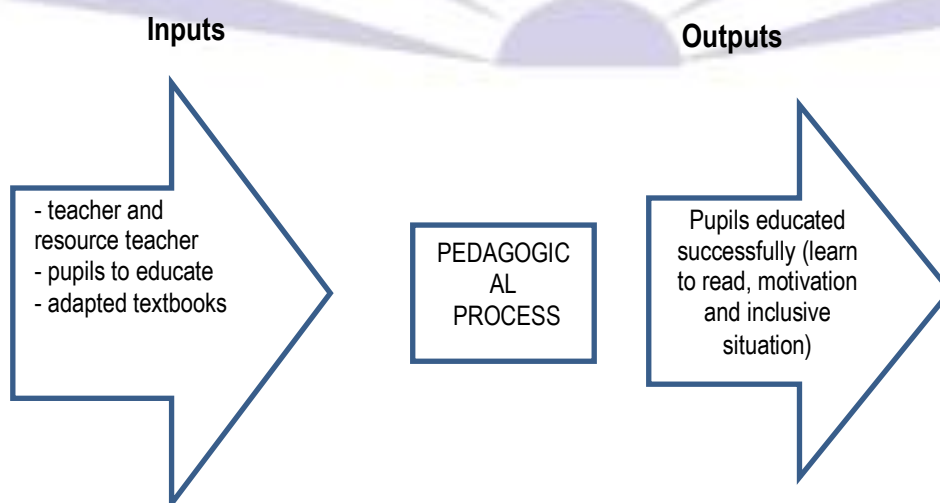 Inputs
Outputs
- teacher and
resource teacher
- pupils to educate
- adapted textbooks
PEDAGOGIC
AL
PROCESS
Pupils educated
successfully (learn
to read, motivation
and inclusive
situation)